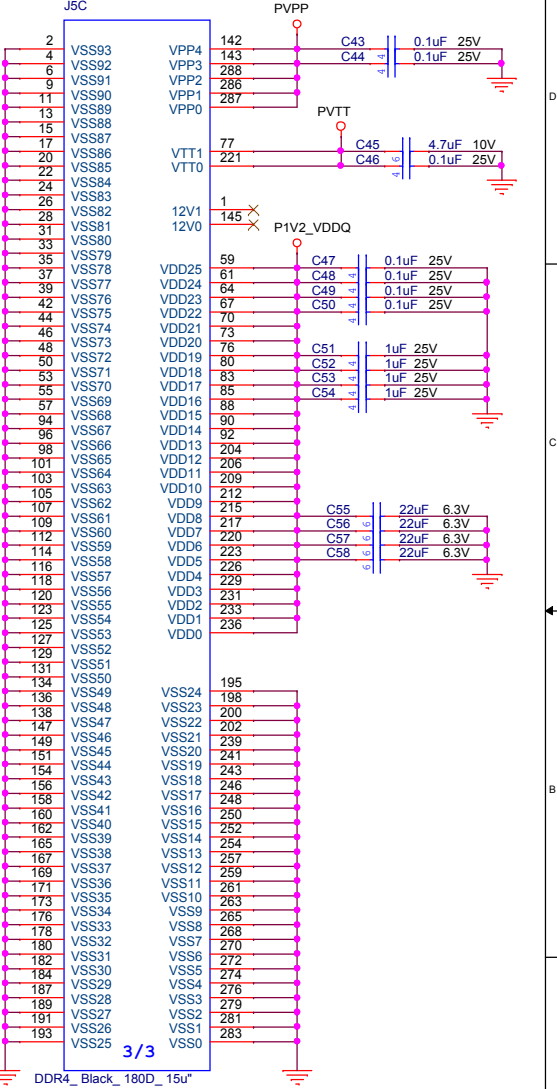 J5C
PVPP
2 VSS93 VPP4 142 C43 0.1uF 25V
4 VSS92 VPP3 143 C44 4 0.1uF 25V
6 VSS91 VPP2 288
9 VSS90 VPP1 286
11 VSS89 VPP0 287
D
13 VSS88
PVTT
15 VSS87
17 VSS86 VTT1 77 C45 6 4.7uF 10V
20 VSS85 VTT0 221 C46 4 0.1uF 25V
22 VSS84
24 VSS83
26 VSS82 12V1 1
28 VSS81 12V0 145
P1V2_VDDQ
31 VSS80
33 VSS79
35 VSS78 VDD25 59 C47 4 0.1uF 25V
37 VSS77 VDD24 61 C48 4 0.1uF 25V
39 VSS76 VDD23 64 C49 4 0.1uF 25V
42 VSS75 VDD22 67 C50 4 0.1uF 25V
44 VSS74 VDD21 70
46 VSS73 VDD20 73
48 VSS72 VDD19 76 C51 4 1uF 25V
50 VSS71 VDD18 80 C52 4 1uF 25V
53 VSS70 VDD17 83 C53 4 1uF 25V
55 VSS69 VDD16 85 C54 4 1uF 25V
57 VSS68 VDD15 88
94 VSS67 VDD14 90
96 VSS66 VDD13 92
C
98 VSS65 VDD12 204
101 VSS64 VDD11 206
103 VSS63 VDD10 209
105 VSS62 VDD9 212
107 VSS61 VDD8 215 C55 6 22uF 6.3V
109 VSS60 VDD7 217 C56 6 22uF 6.3V
112 VSS59 VDD6 220 C57 6 22uF 6.3V
114 VSS58 VDD5 223 C58 6 22uF 6.3V
116 VSS57 VDD4 226
118 VSS56 VDD3 229
120 VSS55 VDD2 231
123 VSS54 VDD1 233
125 VSS53 VDD0 236
127 VSS52
129 VSS51
131 VSS50
134 VSS49 VSS24 195
136 VSS48 VSS23 198
138 VSS47 VSS22 200
147 VSS46 VSS21 202
149 VSS45 VSS20 239
151 VSS44 VSS19 241
154 VSS43 VSS18 243
156 VSS42 VSS17 246
B
158 VSS41 VSS16 248
160 VSS40 VSS15 250
162 VSS39 VSS14 252
165 VSS38 VSS13 254
167 VSS37 VSS12 257
169 VSS36 VSS11 259
171 VSS35 VSS10 261
173 VSS34 VSS9 263
176 VSS33 VSS8 265
178 VSS32 VSS7 268
180 VSS31 VSS6 270
182 VSS30 VSS5 272
184 VSS29 VSS4 274
187 VSS28 VSS3 276
189 VSS27 VSS2 279
191 VSS26 VSS1 281
193 VSS25 VSS0 283
3/3
DDR4_ Black_ 180D_ 15u"